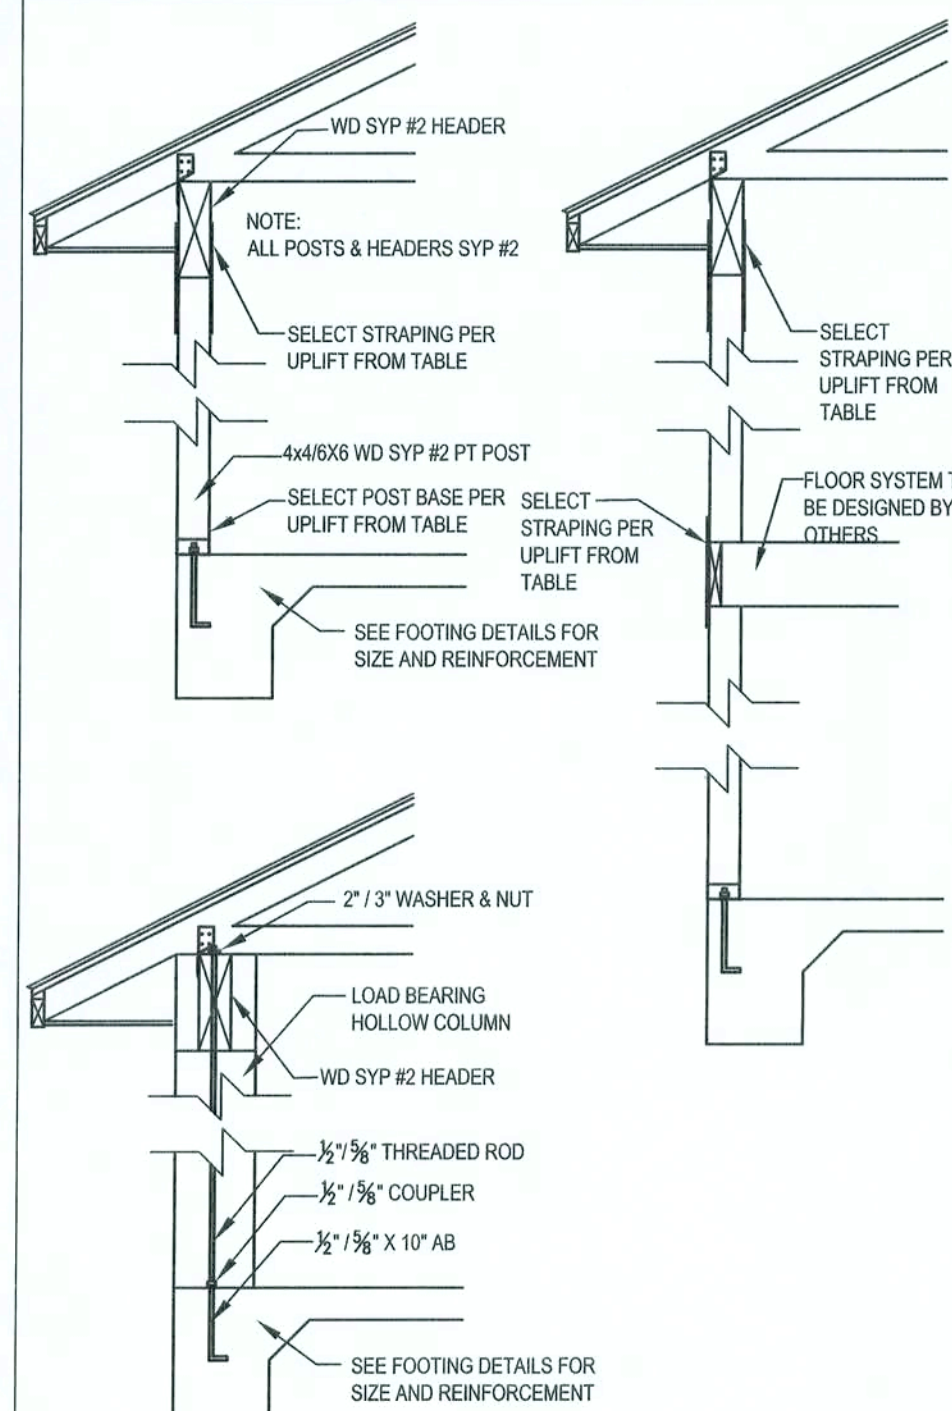 WD SYP #2 HEADER
NOTE:
ALL POSTS & HEADERS SYP #2
SELECT STRAPING PER
UPLIFT FROM TABLE
4x4/6X6 WD SYP #2 PT POST
SELECT POST BASE PER
UPLIFT FROM TABLE
SEE FOOTING DETAILS FOR
SIZE AND REINFORCEMENT
SELECT
STRAPING PER
UPLIFT FROM
TABLE
SELECT
STRAPING PER
UPLIFT FROM
TABLE
FLOOR SYSTEM T
BE DESIGNED BY
OTHERS
2" / 3" WASHER & NUT
LOAD BEARING
HOLLOW COLUMN
WD SYP #2 HEADER
½"/⅝" THREADED ROD
½" / ⅝" COUPLER
½" / ⅝" X 10" AB
SEE FOOTING DETAILS FOR
SIZE AND REINFORCEMENT